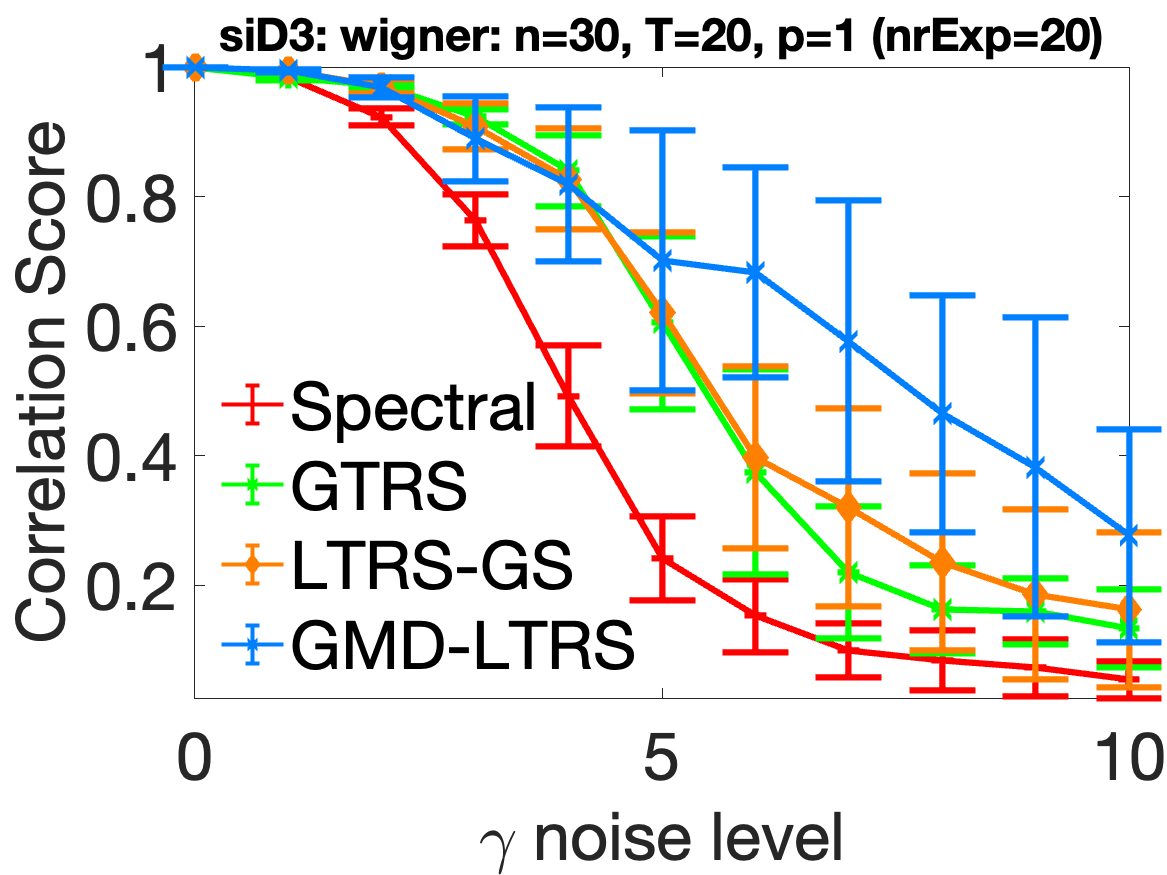 siD3: wigner: n=30, T=20, p=1 (nrExp=20)
Correlation Score
1
0.8
0.6
0.4
0.2
Spectral
GTRS
LTRS-GS
GMD-LTRS
0 5 10
γ noise level